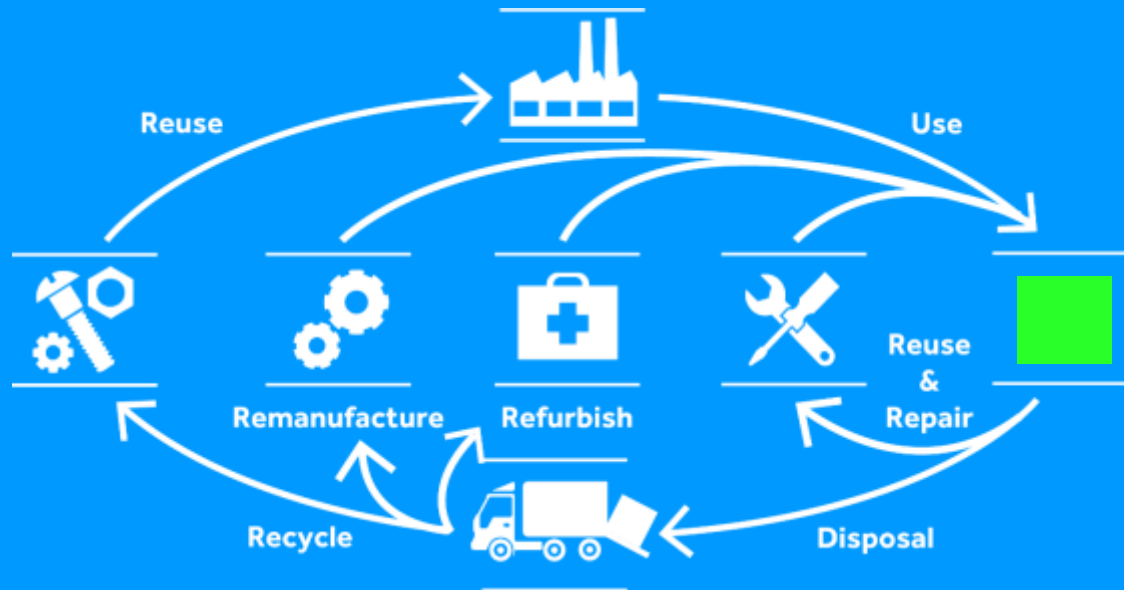 Reuse
Use
Reuse
&
Repair
Remanufacture
Refurbish
Recycle
Disposal